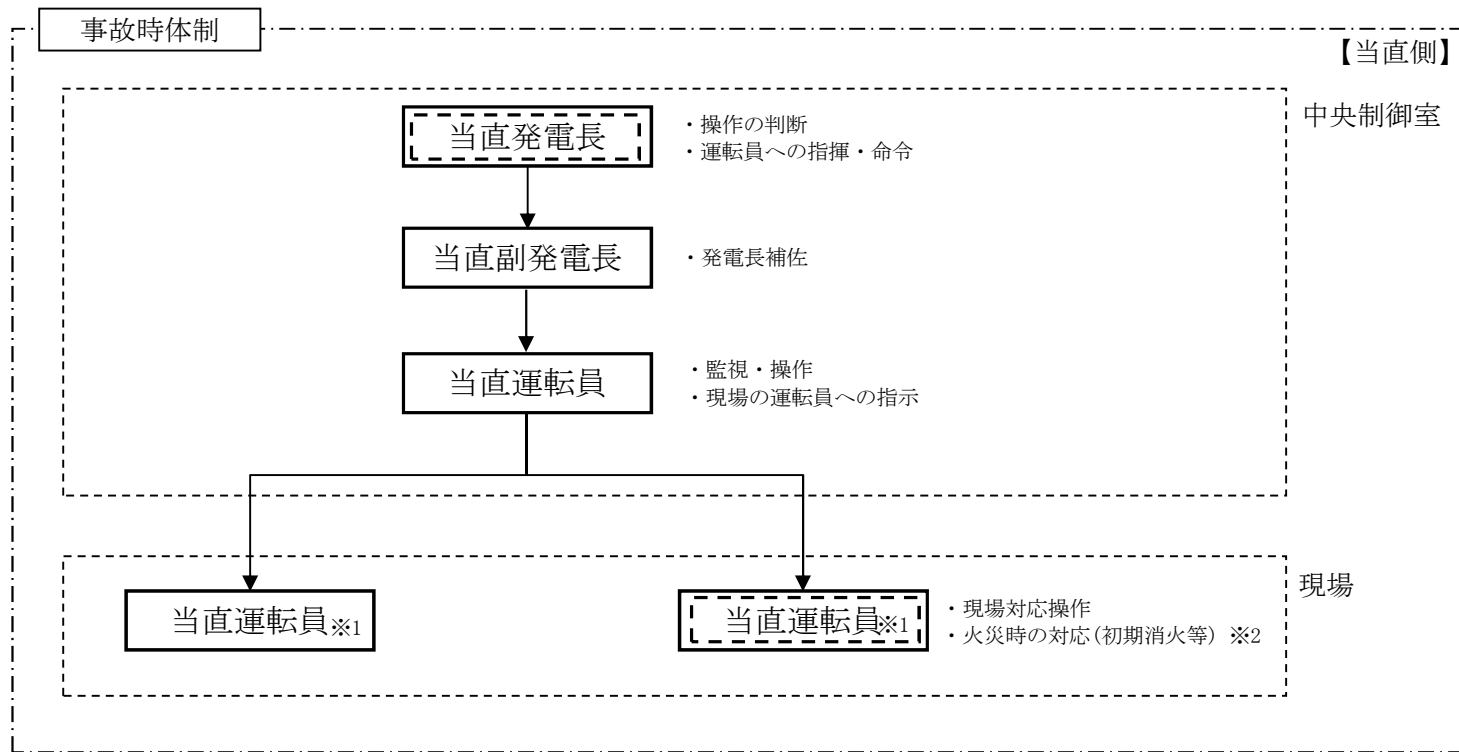 事故時体制
【当直側】
中央制御室
当直発電長
・操作の判断
・運転員への指揮・命令
当直副発電長
・発電長補佐
当直運転員
・監視・操作
・現場の運転員への指示
現場
当直運転員※1
当直運転員※1
・現場対応操作
・火災時の対応(初期消火等) ※2